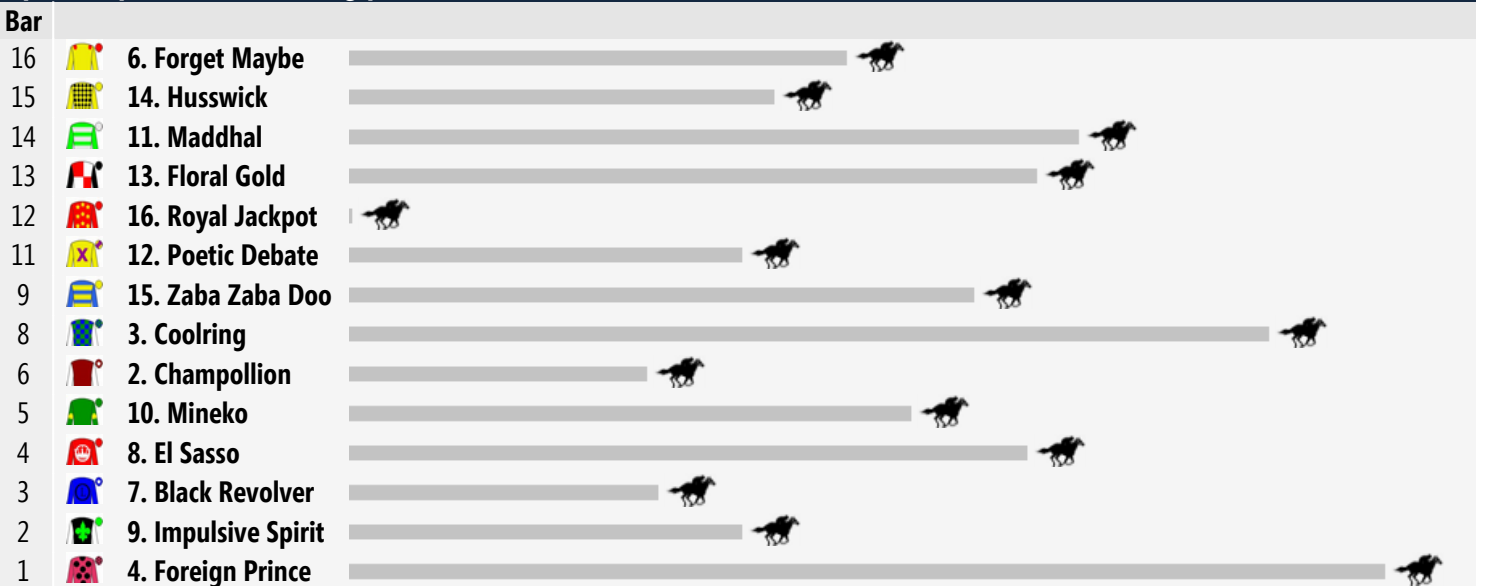 Bar
16 6. Forget Maybe
15 14. Husswick
14 11. Maddhal
13 13. Floral Gold
12 16. Royal Jackpot
11 12. Poetic Debate
9 15. Zaba Zaba Doo
8 3. Coolring
6 2. Champollion
5 10. Mineko
4 8. El Sasso
3 7. Black Revolver
2 9. Impulsive Spirit
1 4. Foreign Prince